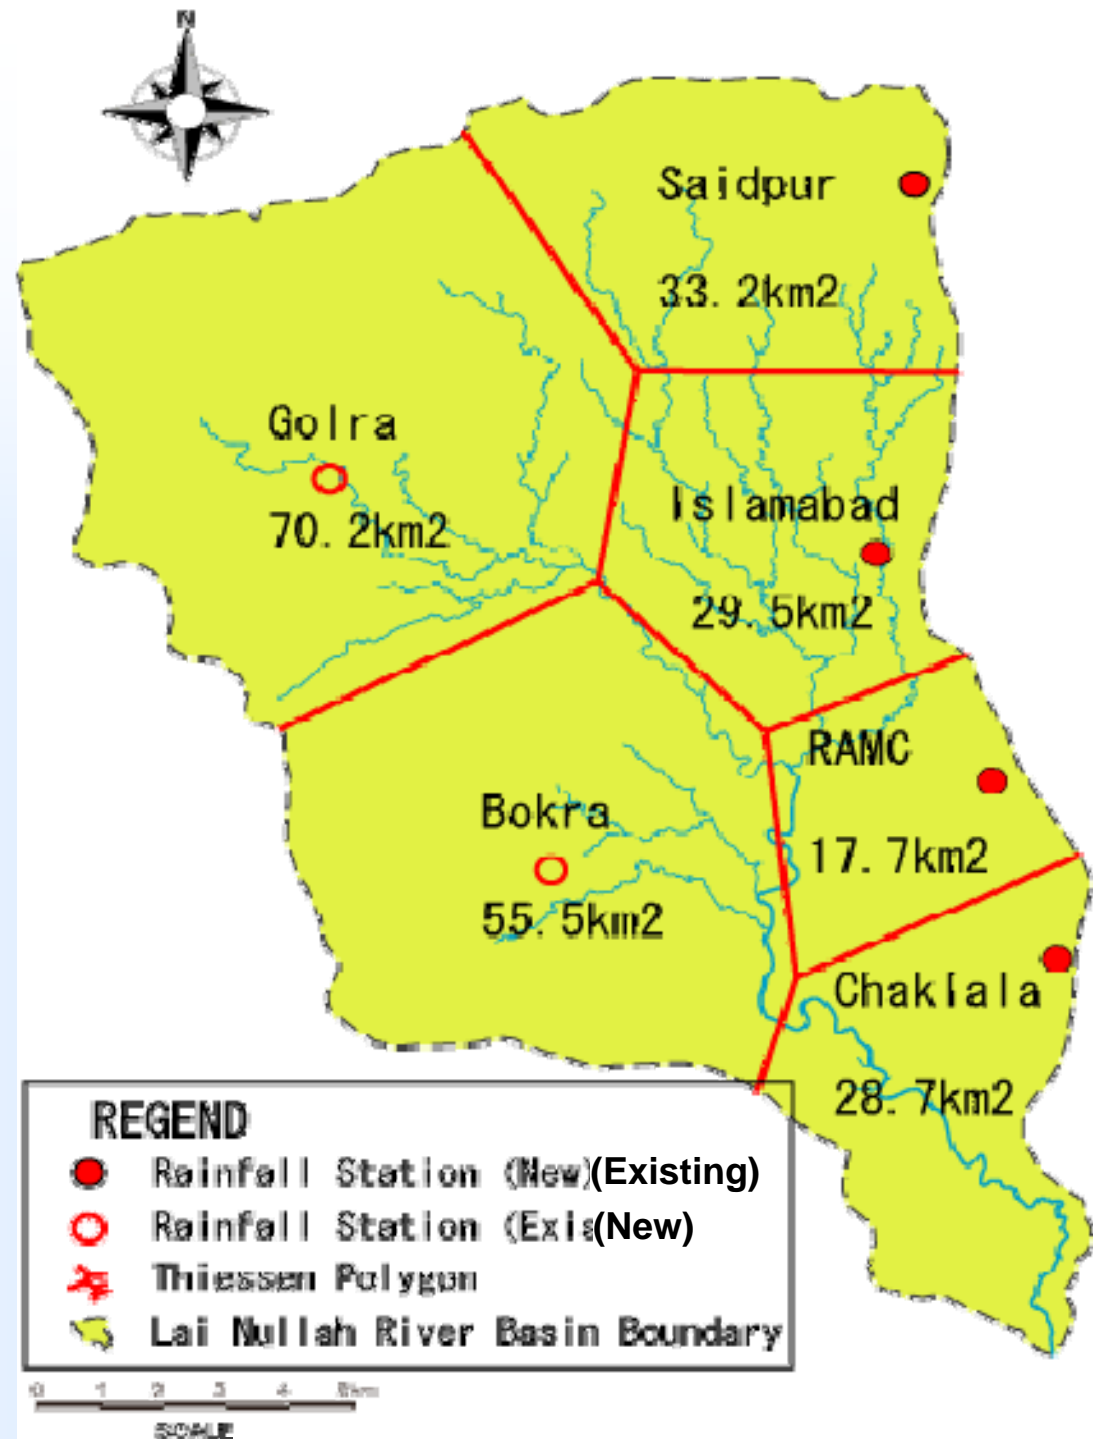 N
Saidpur
33.2km2
Golra
70.2km2
Islamabad
29.5km2
RAMC
17.7km2
Bokra
55.5km2
Chaklala
28.7km2
REGEND
Rainfall Station (New)(Existing)
Rainfall Station (Exis(New)
Thiessen Polygon
Lai Nullah River Basin Boundary
0 1 2 3 4 5km
SCALE